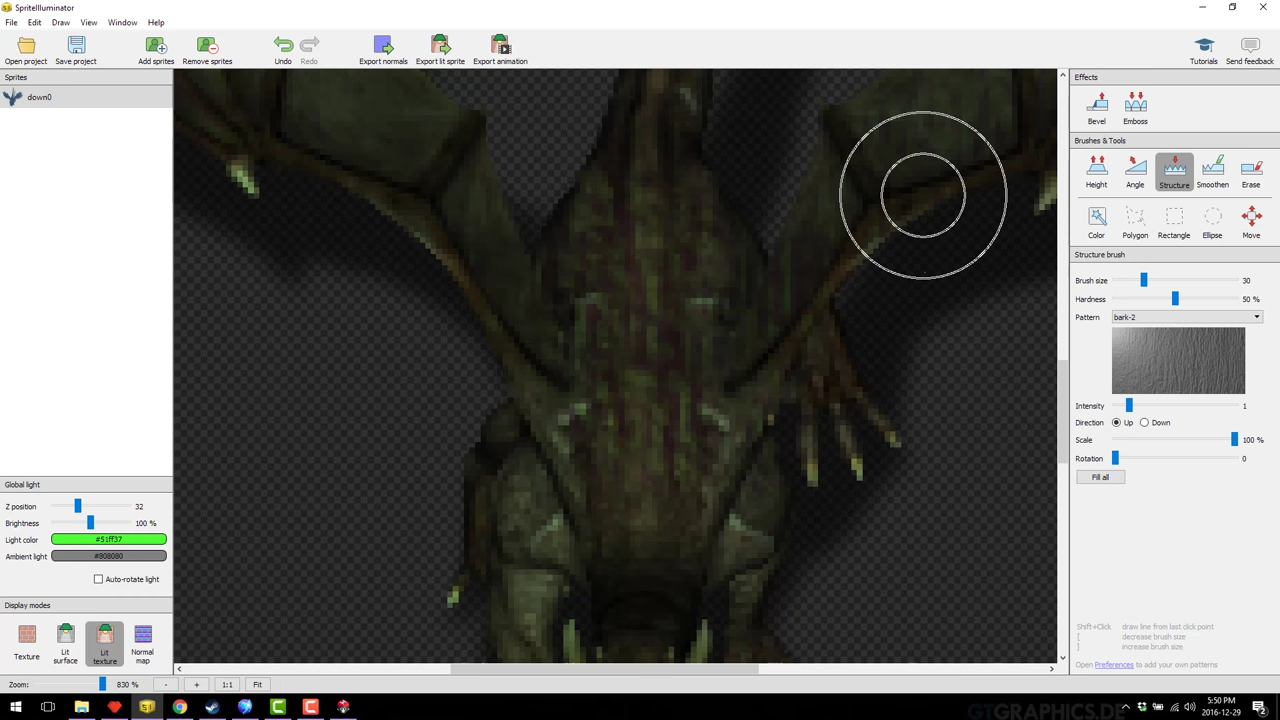 SpriteIlluminator
File Edit Draw View Window Help
Open project Save project Add sprites Remove sprites Undo Redo Export normals Export lit sprite Export animation Tutorials Send feedback
Sprites
down0
Global light
Z position 32
Brightness 100 %
Light color #51ff37
Ambient light #808080
Auto-rotate light
Display modes
Texture Lit surface Lit texture Normal map
Zoom: 830 % - + 1:1 Fit
Effects
Bevel Emboss
Brushes & Tools
Height Angle Structure Smoothen Erase
Color Polygon Rectangle Ellipse Move
Structure brush
Brush size 30
Hardness 50 %
Pattern bark-2
Intensity 1
Direction Up Down
Scale 100 %
Rotation 0
Fill all
Shift+Click draw line from last click point
[ decrease brush size
] increase brush size
Open Preferences to add your own patterns
SI
5:50 PM
2016-12-29
2
GTGRAPHICS.DE